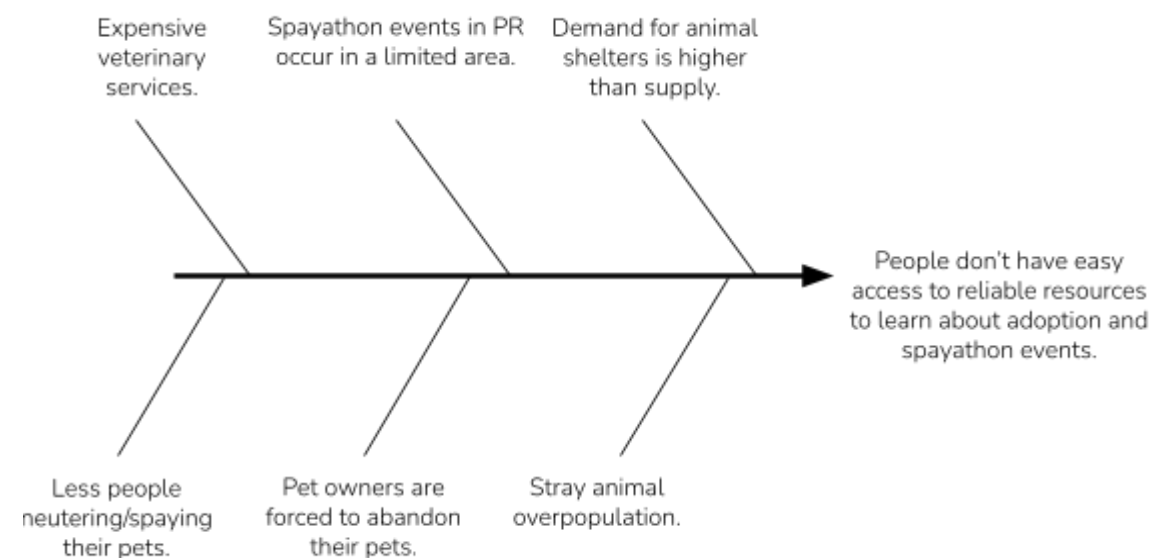 Expensive
veterinary
services.
Spayathon events in PR
occur in a limited area.
Demand for animal
shelters is higher
than supply.
People don't have easy
access to reliable resources
to learn about adoption and
spayathon events.
Less people
neutering/spaying
their pets.
Pet owners are
forced to abandon
their pets.
Stray animal
overpopulation.